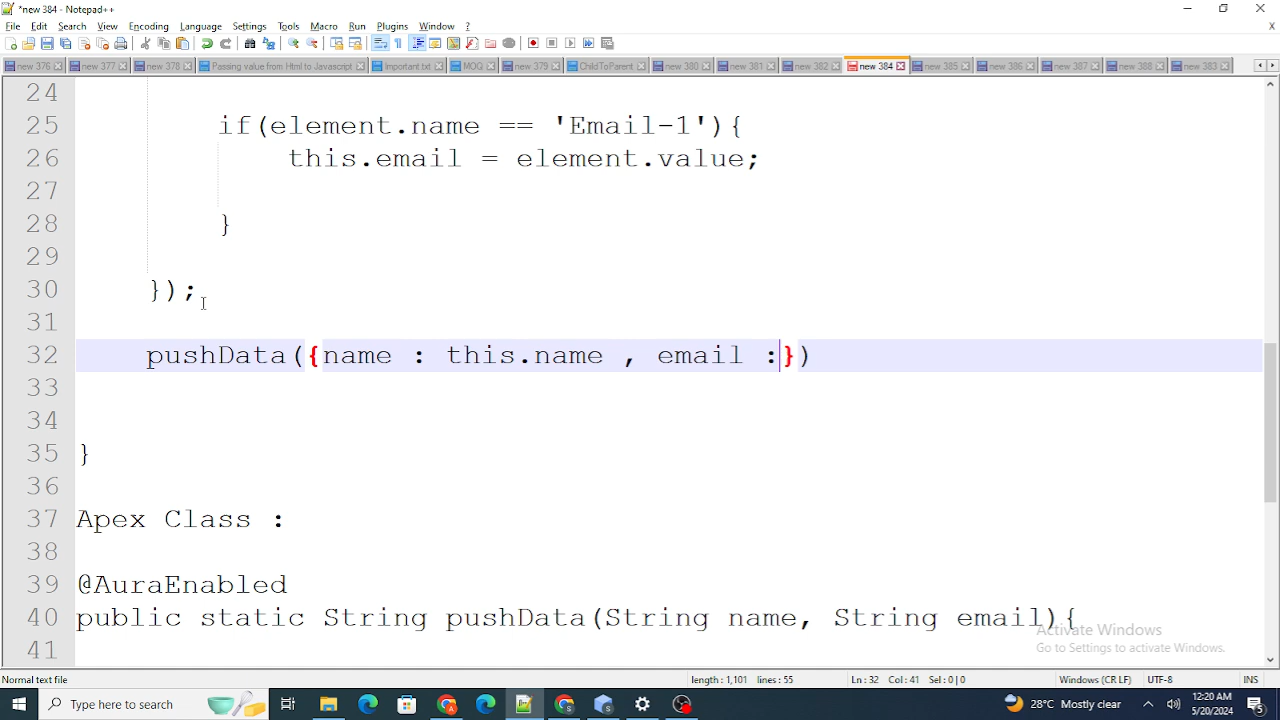 *new 384 - Notepad++
File Edit Search View Encoding Language Settings Tools Macro Run Plugins Window ?
new 376 new 377 new 378 Passing value from Html to Javascript Important.txt MOG new 379 ChildToParent new 380 new 381 new 382 new 384 new 385 new 386 new 387 new 388 new 383
24
25 if(element.name == 'Email-1'){
26 this.email = element.value;
27
28 }
29
30 });
31
32 pushData({name : this.name , email :})
33
34
35 }
36
37 Apex Class :
38
39 @AuraEnabled
40 public static String pushData(String name, String email){
41
Activate Windows
Go to Settings to activate Windows.
Normal text file length : 1,101 lines : 55 Ln : 32 Col : 41 Sel : 0 | 0 Windows (CR LF) UTF-8 INS
Type here to search 28°C Mostly clear 12:20 AM
5/20/2024 3